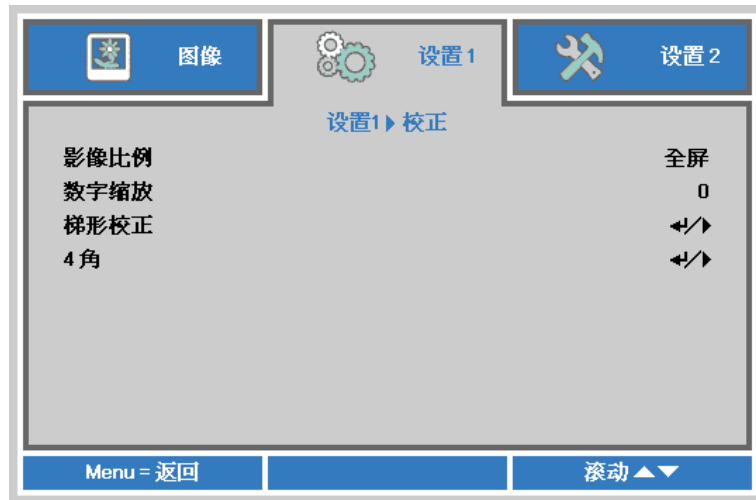 图像 设置1 设置2
设置1▶校正
影像比例 全屏
数字缩放 0
梯形校正 ↵/▶
4角 ↵/▶
Menu = 返回 滚动▲▼